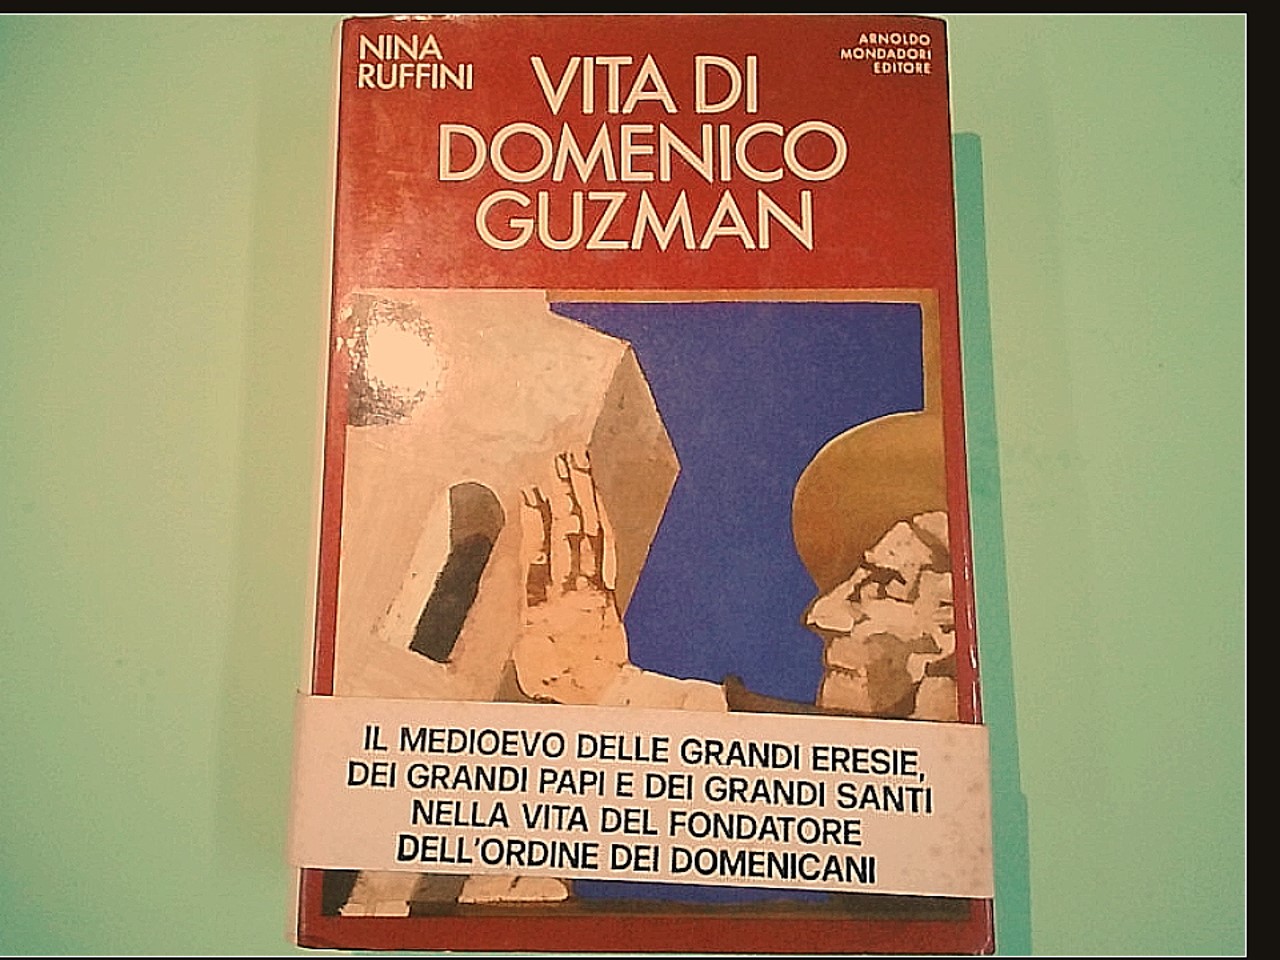 NINA
RUFFINI
ARNOLDO
MONDADORI
EDITORE
VITA DI
DOMENICO
GUZMAN
IL MEDIOEVO DELLE GRANDI ERESIE,
DEI GRANDI PAPI E DEI GRANDI SANTI
NELLA VITA DEL FONDATORE
DELL'ORDINE DEI DOMENICANI